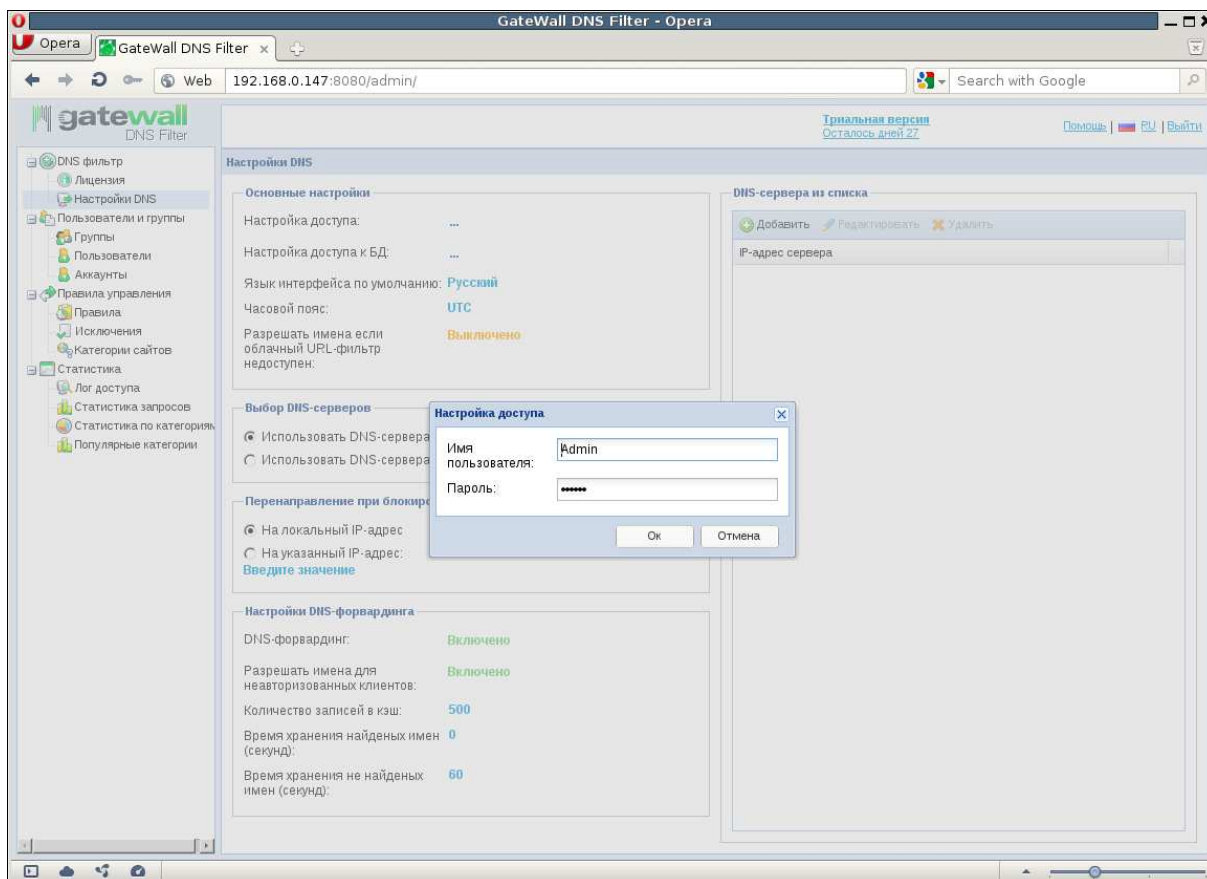 GateWall DNS Filter - Opera
Opera
GateWall DNS Filter
Web
192.168.0.147:8080/admin/
Search with Google
gatewall
DNS Filter
Триальная версия
Осталось дней 27
Помощь | RU | Выйти
DNS фильтр
Лицензия
Настройки DNS
Пользователи и группы
Группы
Пользователи
Аккаунты
Правила управления
Правила
Исключения
Категории сайтов
Статистика
Лог доступа
Статистика запросов
Статистика по категориям
Популярные категории
Настройки DNS
Основные настройки
Настройка доступа: ...
Настройка доступа к БД: ...
Язык интерфейса по умолчанию: Русский
Часовой пояс: UTC
Разрешать имена если Выключено
облачный URL-фильтр
недоступен:
Выбор DNS-серверов
Использовать DNS-сервера
Использовать DNS-сервера
Перенаправление при блокиро
На локальный IP-адрес
На указанный IP-адрес:
Введите значение
Настройки DNS-форвардинга
DNS-форвардинг: Включено
Разрешать имена для Включено
неавторизованных клиентов:
Количество записей в кэш: 500
Время хранения найденых имен 0
(секунд):
Время хранения не найденых 60
имен (секунд):
DNS-сервера из списка
Добавить Редактировать Удалить
IP-адрес сервера
Настройка доступа
Имя
пользователя:
Admin
Пароль: ••••••
Ок
Отмена